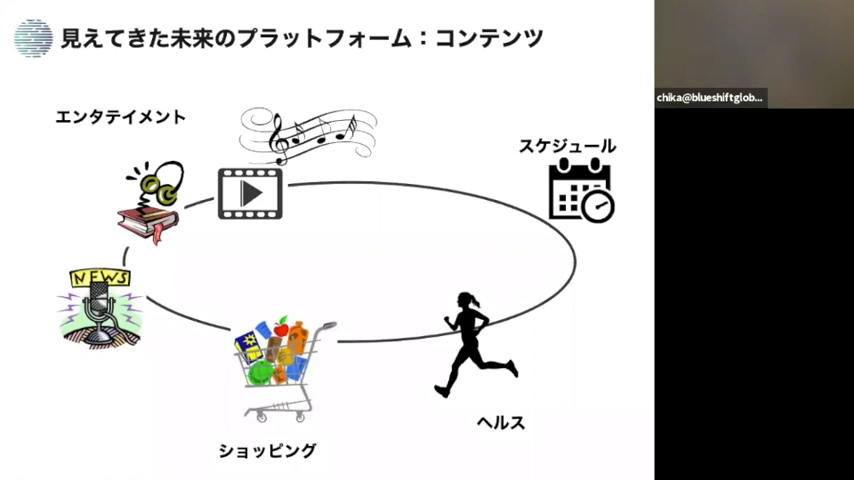 見えてきた未来のプラットフォーム：コンテンツ
chika@blueshiftglob...
エンタテイメント
スケジュール
NEWS
ヘルス
ショッピング